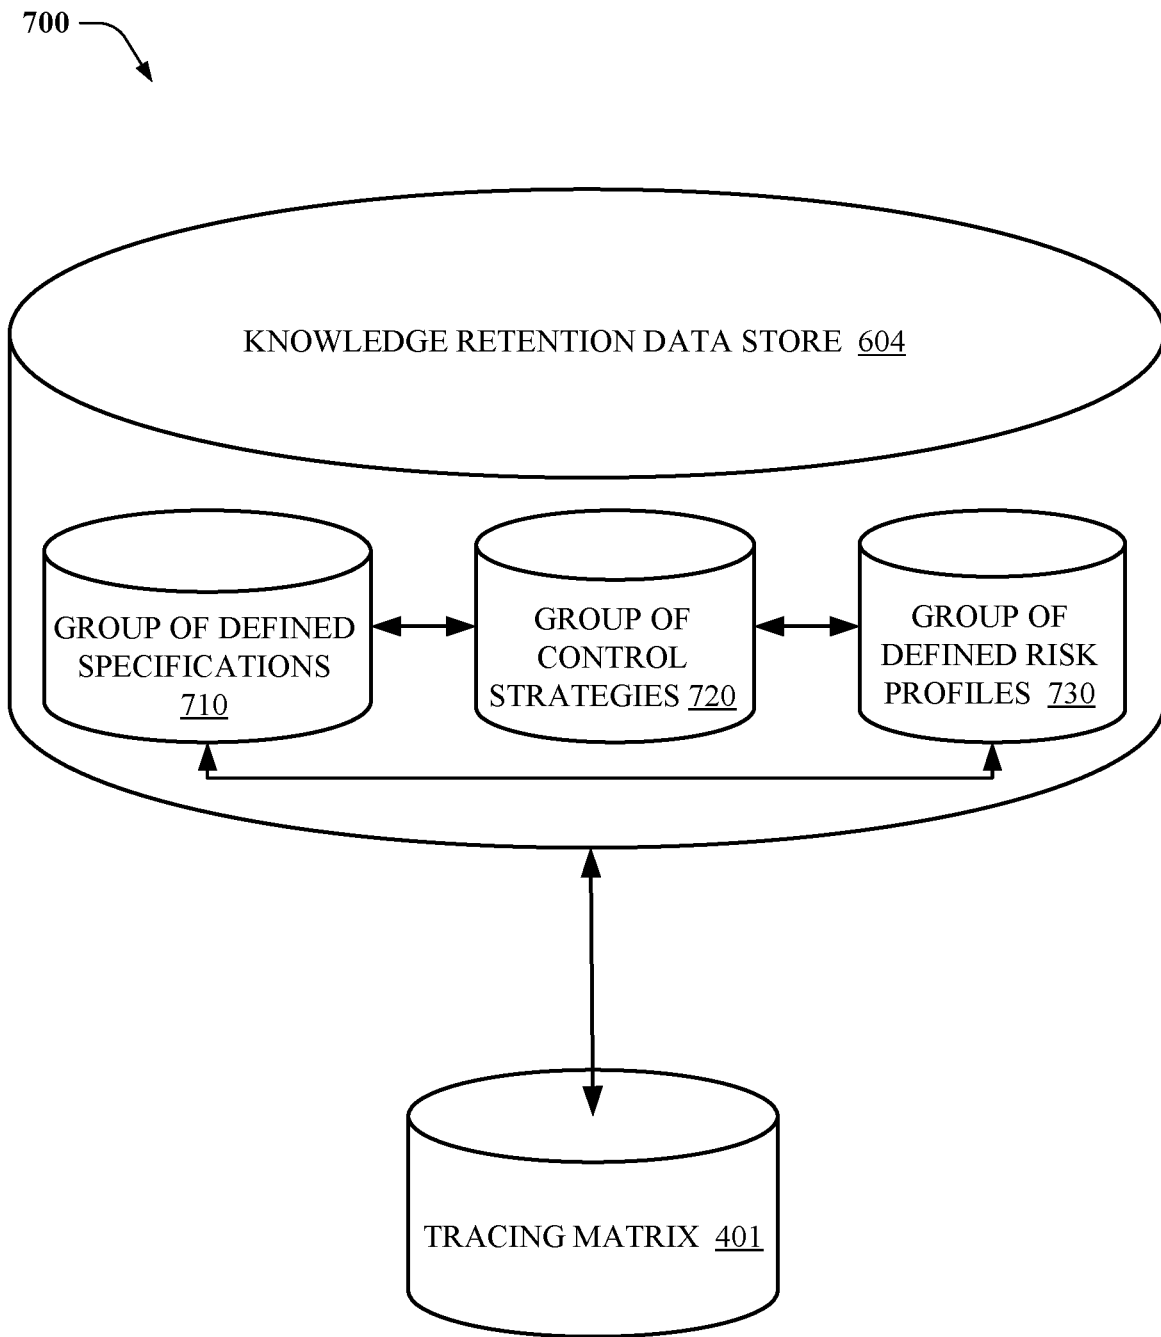 700
KNOWLEDGE RETENTION DATA STORE 604
GROUP OF DEFINED
SPECIFICATIONS
710
GROUP OF
CONTROL
STRATEGIES 720
GROUP OF
DEFINED RISK
PROFILES 730
TRACING MATRIX 401